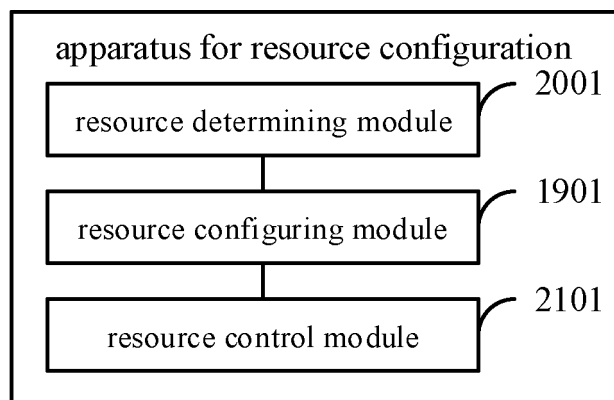 apparatus for resource configuration
2001
resource determining module
1901
resource configuring module
2101
resource control module